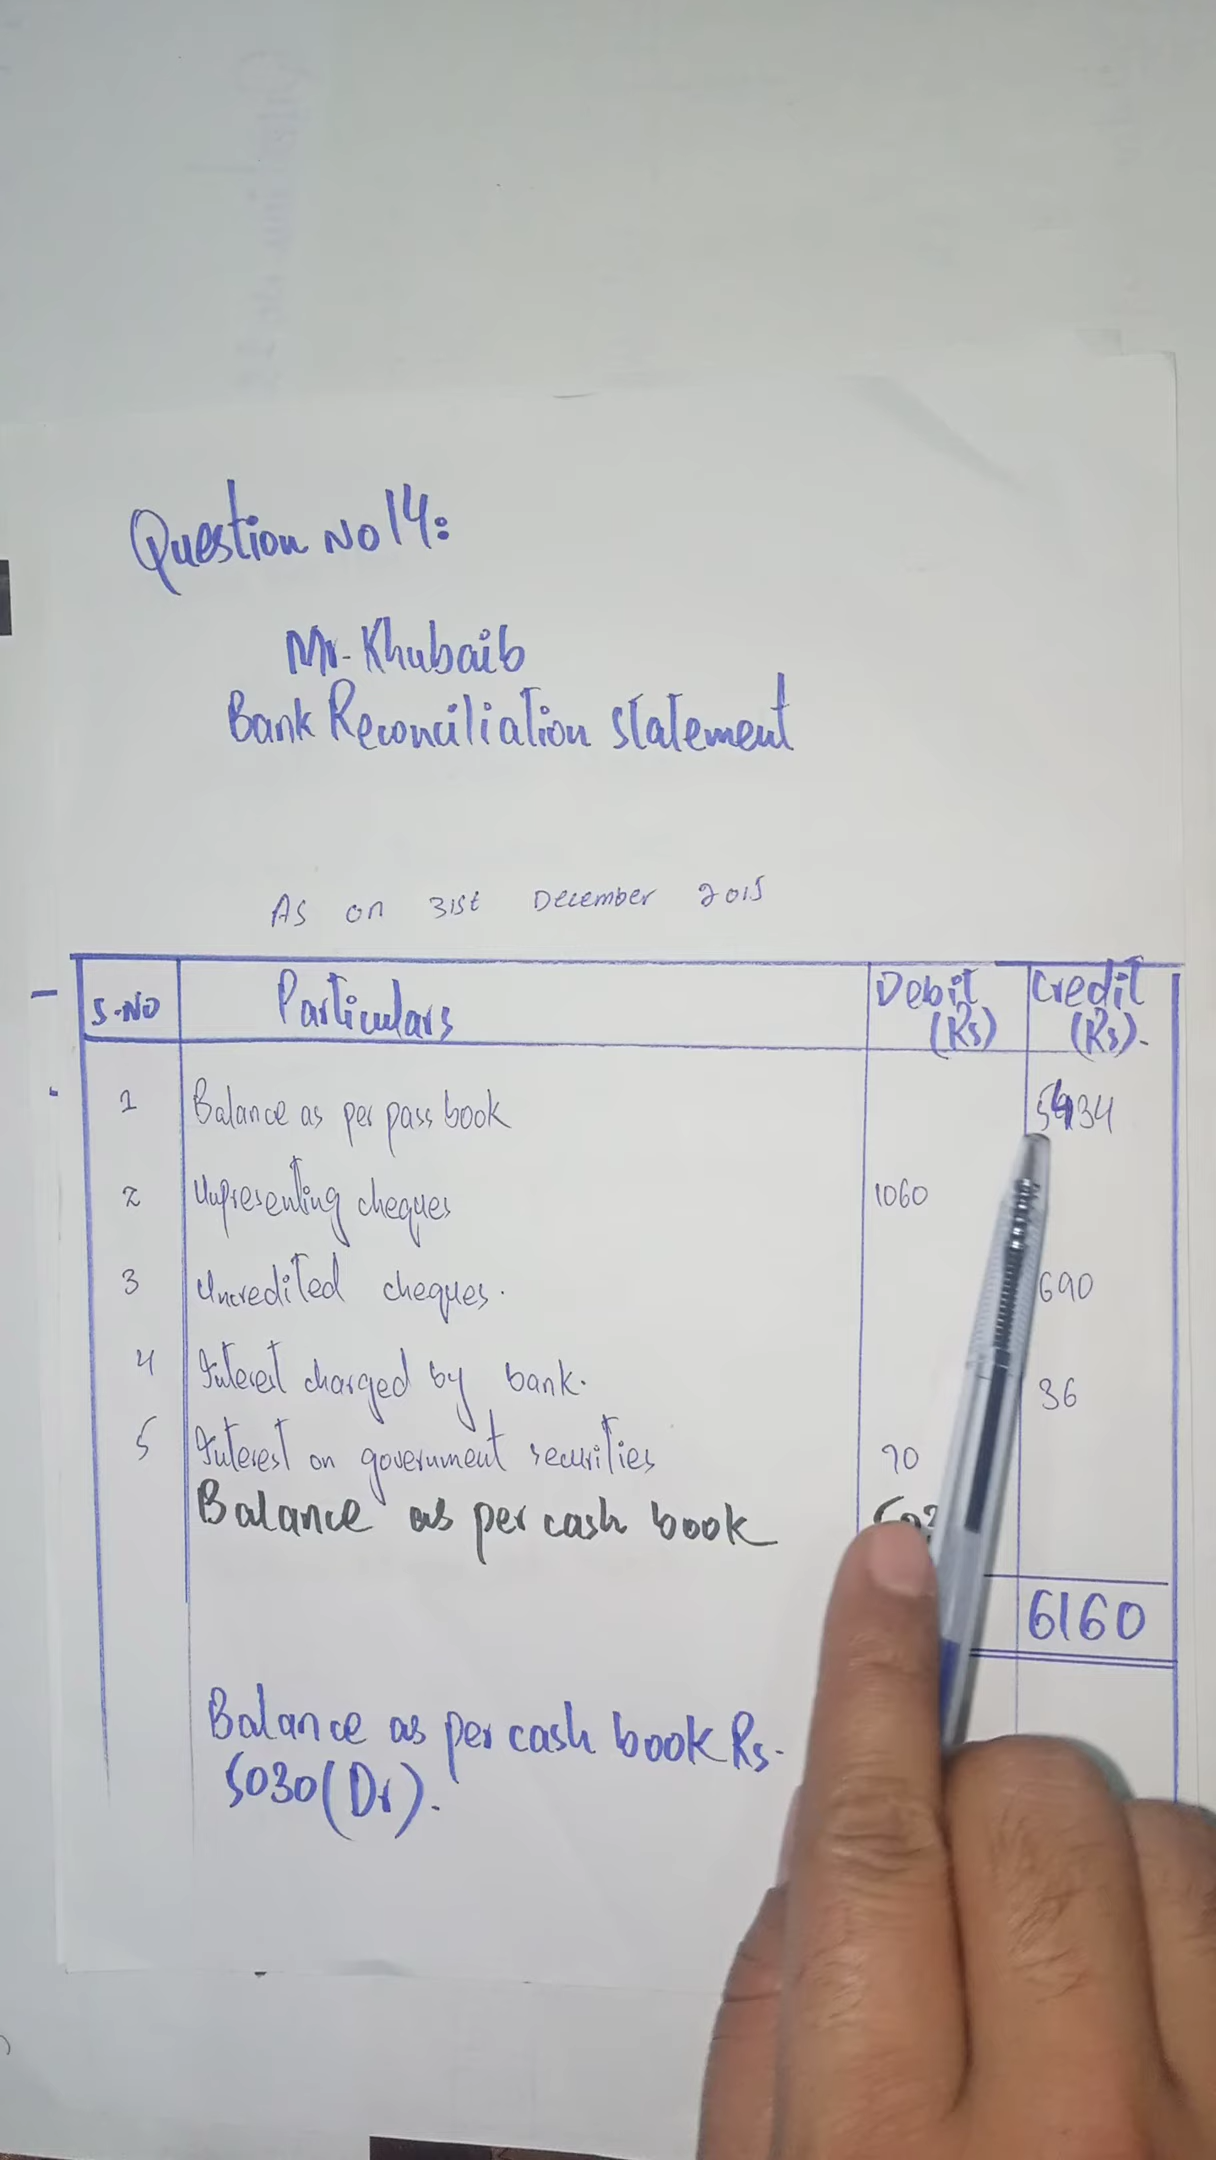 Question No 14:
Mr. Khubaib
Bank Reconciliation statement
As on 31st December 2015
S.No Particulars Debit (Rs) Credit (Rs).
1 Balance as per pass book 5434
2 Unpresenting cheques 1060
3 Uncredited cheques. 690
4 Interest charged by bank. 36
5 Interest on government securities 70
Balance as per cash book
6160
Balance as per cash book Rs.
5030 (Dr).